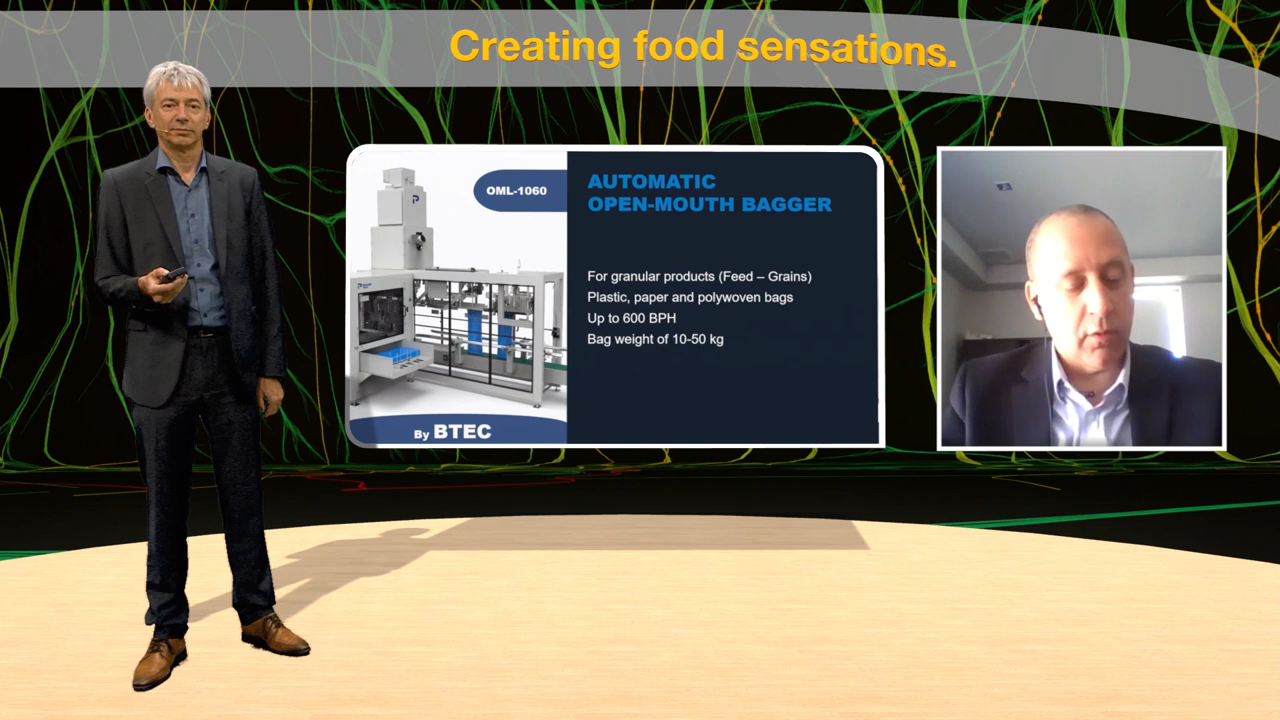 Creating food sensations.
OML-1060
AUTOMATIC
OPEN-MOUTH BAGGER
For granular products (Feed – Grains)
Plastic, paper and polywoven bags
Up to 600 BPH
Bag weight of 10-50 kg
By BTEC